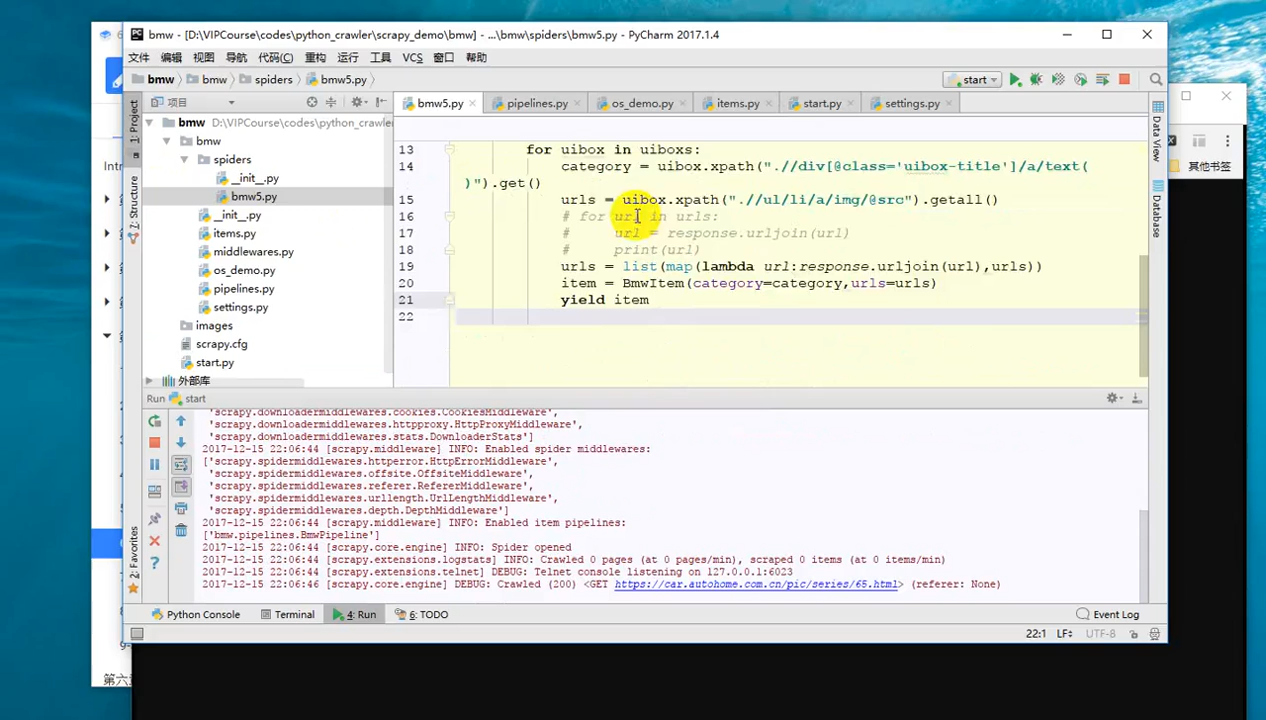 bmw - [D:\VIPCourse\codes\python_crawler\scrapy_demo\bmw] - ...\bmw\spiders\bmw5.py - PyCharm 2017.1.4
文件 编辑 视图 导航 代码(C) 重构 运行 工具 VCS 窗口 帮助
bmw bmw spiders bmw5.py start
项目 bmw5.py pipelines.py os_demo.py items.py start.py settings.py
bmw D:\VIPCourse\codes\python_crawler
bmw
spiders
__init__.py
bmw5.py
__init__.py
items.py
middlewares.py
os_demo.py
pipelines.py
settings.py
images
scrapy.cfg
start.py
外部库
1: Project
7: Structure
2: Favorites
Data View
Database
其他书签
Intro
第六章
13 for uibox in uiboxs:
14 category = uibox.xpath(".//div[@class='uibox-title']/a/text(
)").get()
15 urls = uibox.xpath(".//ul/li/a/img/@src").getall()
16 # for url in urls:
17 # url = response.urljoin(url)
18 # print(url)
19 urls = list(map(lambda url:response.urljoin(url),urls))
20 item = BmwItem(category=category,urls=urls)
21 yield item
22
Run start
'scrapy.downloadermiddlewares.cookies.CookiesMiddleware',
'scrapy.downloadermiddlewares.httpproxy.HttpProxyMiddleware',
'scrapy.downloadermiddlewares.stats.DownloaderStats']
2017-12-15 22:06:44 [scrapy.middleware] INFO: Enabled spider middlewares:
['scrapy.spidermiddlewares.httperror.HttpErrorMiddleware',
'scrapy.spidermiddlewares.offsite.OffsiteMiddleware',
'scrapy.spidermiddlewares.referer.RefererMiddleware',
'scrapy.spidermiddlewares.urllength.UrlLengthMiddleware',
'scrapy.spidermiddlewares.depth.DepthMiddleware']
2017-12-15 22:06:44 [scrapy.middleware] INFO: Enabled item pipelines:
['bmw.pipelines.BmwPipeline']
2017-12-15 22:06:44 [scrapy.core.engine] INFO: Spider opened
2017-12-15 22:06:44 [scrapy.extensions.logstats] INFO: Crawled 0 pages (at 0 pages/min), scraped 0 items (at 0 items/min)
2017-12-15 22:06:44 [scrapy.extensions.telnet] DEBUG: Telnet console listening on 127.0.0.1:6023
2017-12-15 22:06:46 [scrapy.core.engine] DEBUG: Crawled (200) <GET https://car.autohome.com.cn/pic/series/65.html> (referer: None)
Python Console Terminal 4: Run 6: TODO Event Log
22:1 LF÷ UTF-8÷